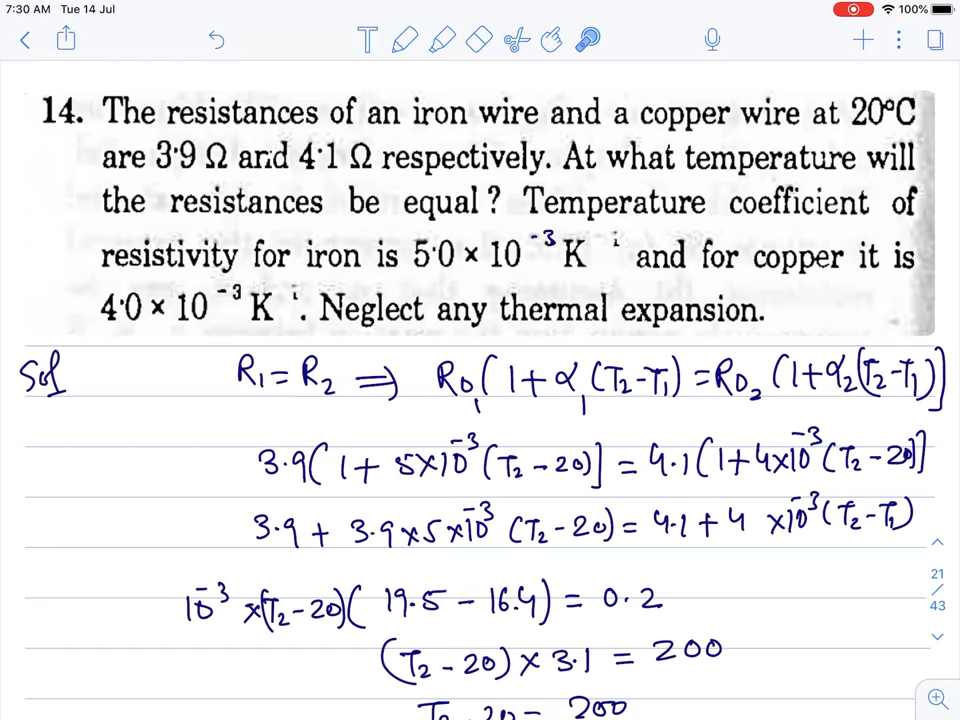 7:30 AM Tue 14 Jul 100%
14. The resistances of an iron wire and a copper wire at 20°C
are 3·9 Ω and 4·1 Ω respectively. At what temperature will
the resistances be equal ? Temperature coefficient of
resistivity for iron is 5·0 × 10⁻³ K⁻¹ and for copper it is
4·0 × 10⁻³ K⁻¹. Neglect any thermal expansion.
Sol R₁ = R₂ ⟹ R₀₁(1 + α₁(T₂-T₁) = R₀₂(1+α₂(T₂-T₁)]
3.9(1 + 5×10⁻³(T₂-20)] = 4.1(1+4×10⁻³(T₂-20)]
3.9 + 3.9×5×10⁻³(T₂-20) = 4.1 + 4 ×10⁻³(T₂-T₁)
10⁻³ ×(T₂-20)(19.5 - 16.4) = 0.2
(T₂-20) × 3.1 = 200
T₂-20 = 200
21
/
43